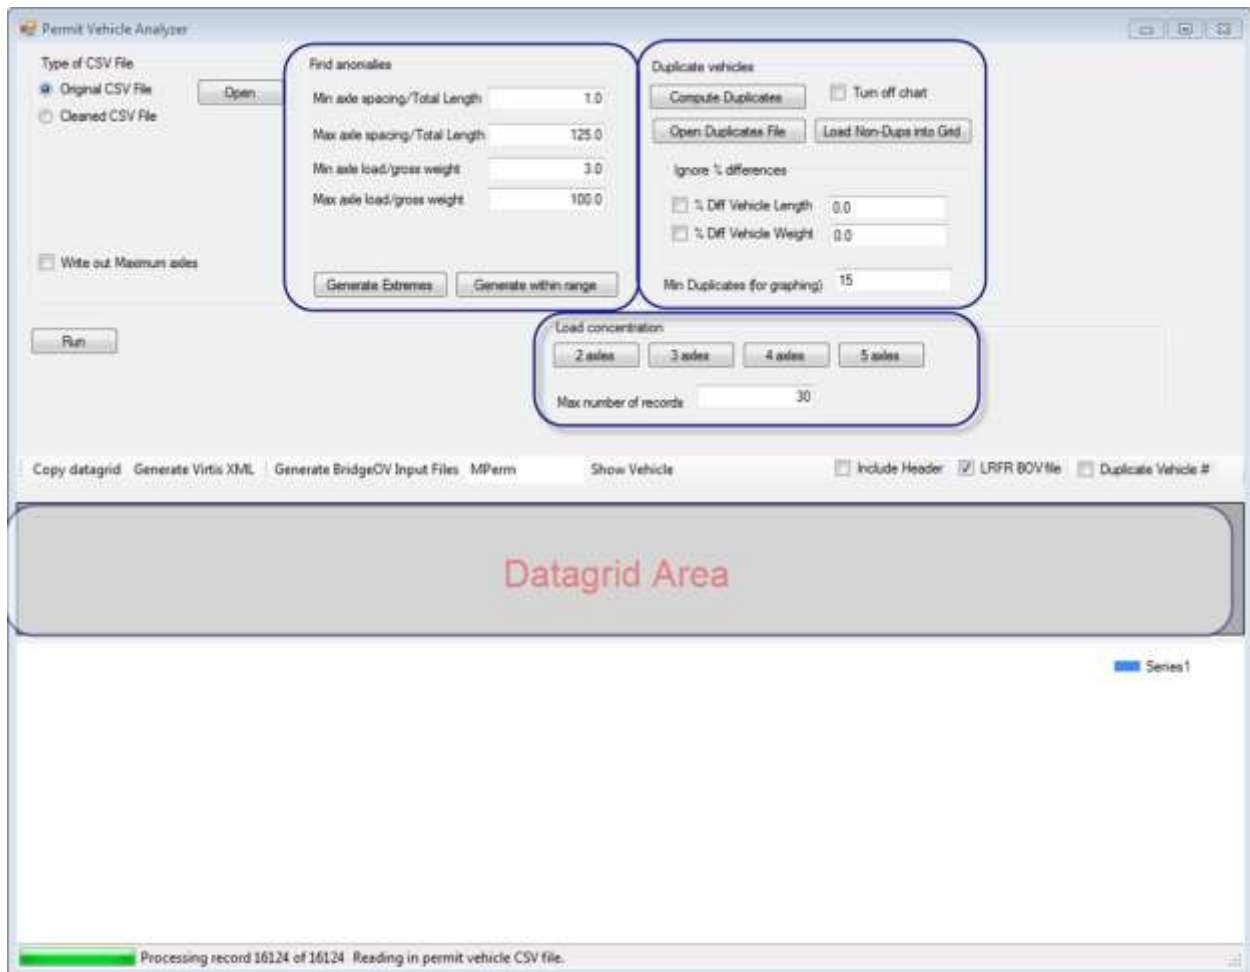 Permit Vehicle Analyzer
Type of CSV File
Original CSV File
Open
Cleaned CSV File
Write out Maximum axles
Run
Find anomalies
Min axle spacing/Total Length 1.0
Max axle spacing/Total Length 125.0
Min axle load/gross weight 3.0
Max axle load/gross weight 100.0
Generate Extremes Generate within range
Duplicate vehicles
Compute Duplicates Turn off chart
Open Duplicates File Load Non-Dups into Grid
Ignore % differences
% Diff Vehicle Length 0.0
% Diff Vehicle Weight 0.0
Min Duplicates (for graphing) 15
Load concentration
2 axles 3 axles 4 axles 5 axles
Max number of records 30
Copy datagrid Generate Virtis XML Generate BridgeOV Input Files MPerm Show Vehicle Include Header LRFR BOV file Duplicate Vehicle #
Datagrid Area
Series1
Processing record 16124 of 16124 Reading in permit vehicle CSV file.